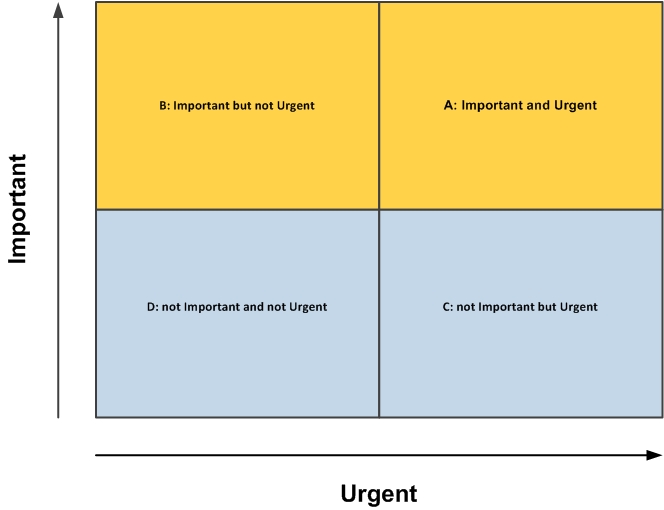 B: Important but not Urgent
A: Important and Urgent
Important
D: not Important and not Urgent
C: not Important but Urgent
Urgent